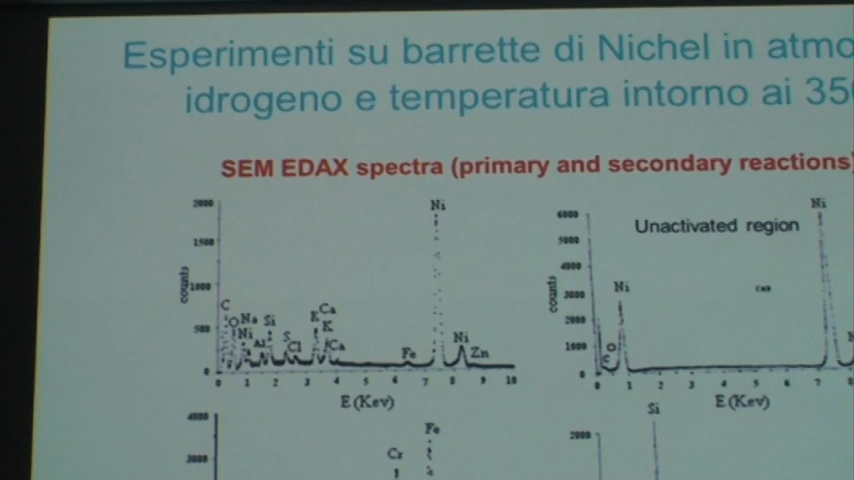 Esperimenti su barrette di Nichel in atmo
idrogeno e temperatura intorno ai 350
SEM EDAX spectra (primary and secondary reactions)
2000
1500
1000
500
0
counts
C
O
Na
Ni
Al
Si
S
Cl
K
Ca
K
Ca
Fe
Ni
Ni
Zn
0 1 2 3 4 5 6 7 8 9 10
E (Kev)
6000
5000
4000
3000
2000
1000
0
counts
Unactivated region
Ni
Ni
O
C
0 1 2 3 4 5 6 7
E (Kev)
4000
3000
Cr
Fe
2000
Si